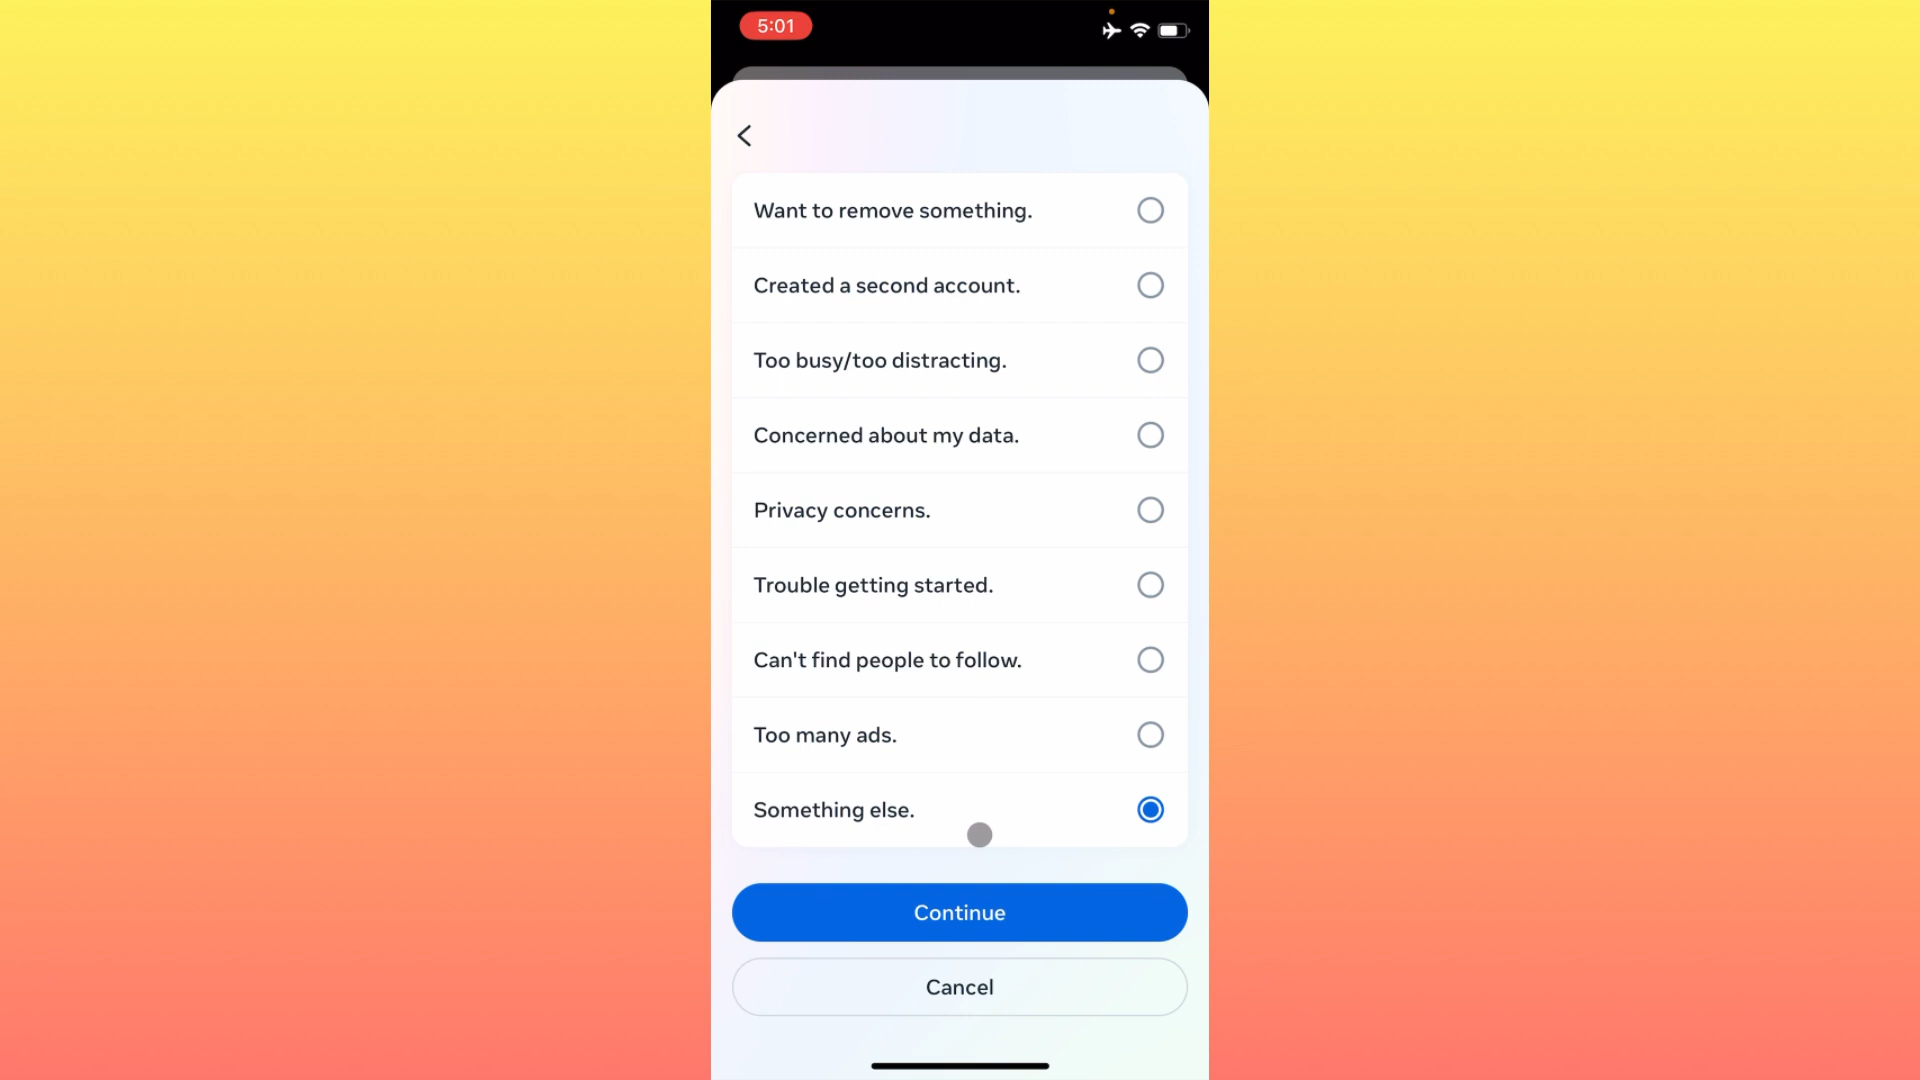 5:01
Want to remove something.
Created a second account.
Too busy/too distracting.
Concerned about my data.
Privacy concerns.
Trouble getting started.
Can't find people to follow.
Too many ads.
Something else.
Continue
Cancel